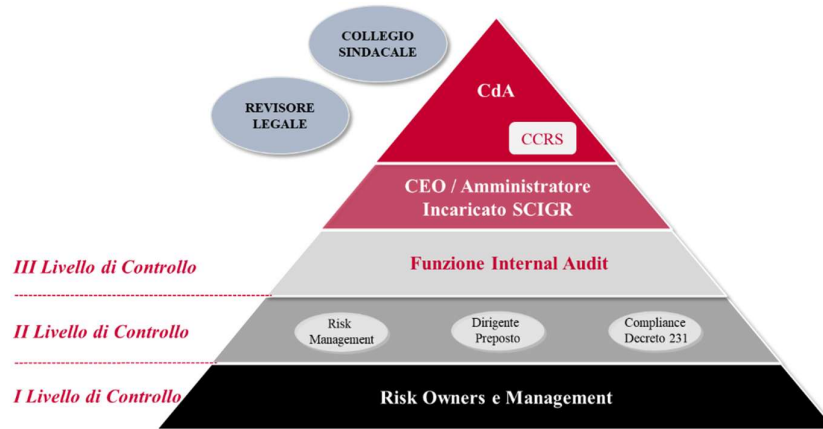 COLLEGIO
SINDACALE
REVISORE
LEGALE
CdA
CCRS
CEO / Amministratore
Incaricato SCIGR
III Livello di Controllo
Funzione Internal Audit
II Livello di Controllo
Risk
Management
Dirigente
Preposto
Compliance
Decreto 231
I Livello di Controllo
Risk Owners e Management